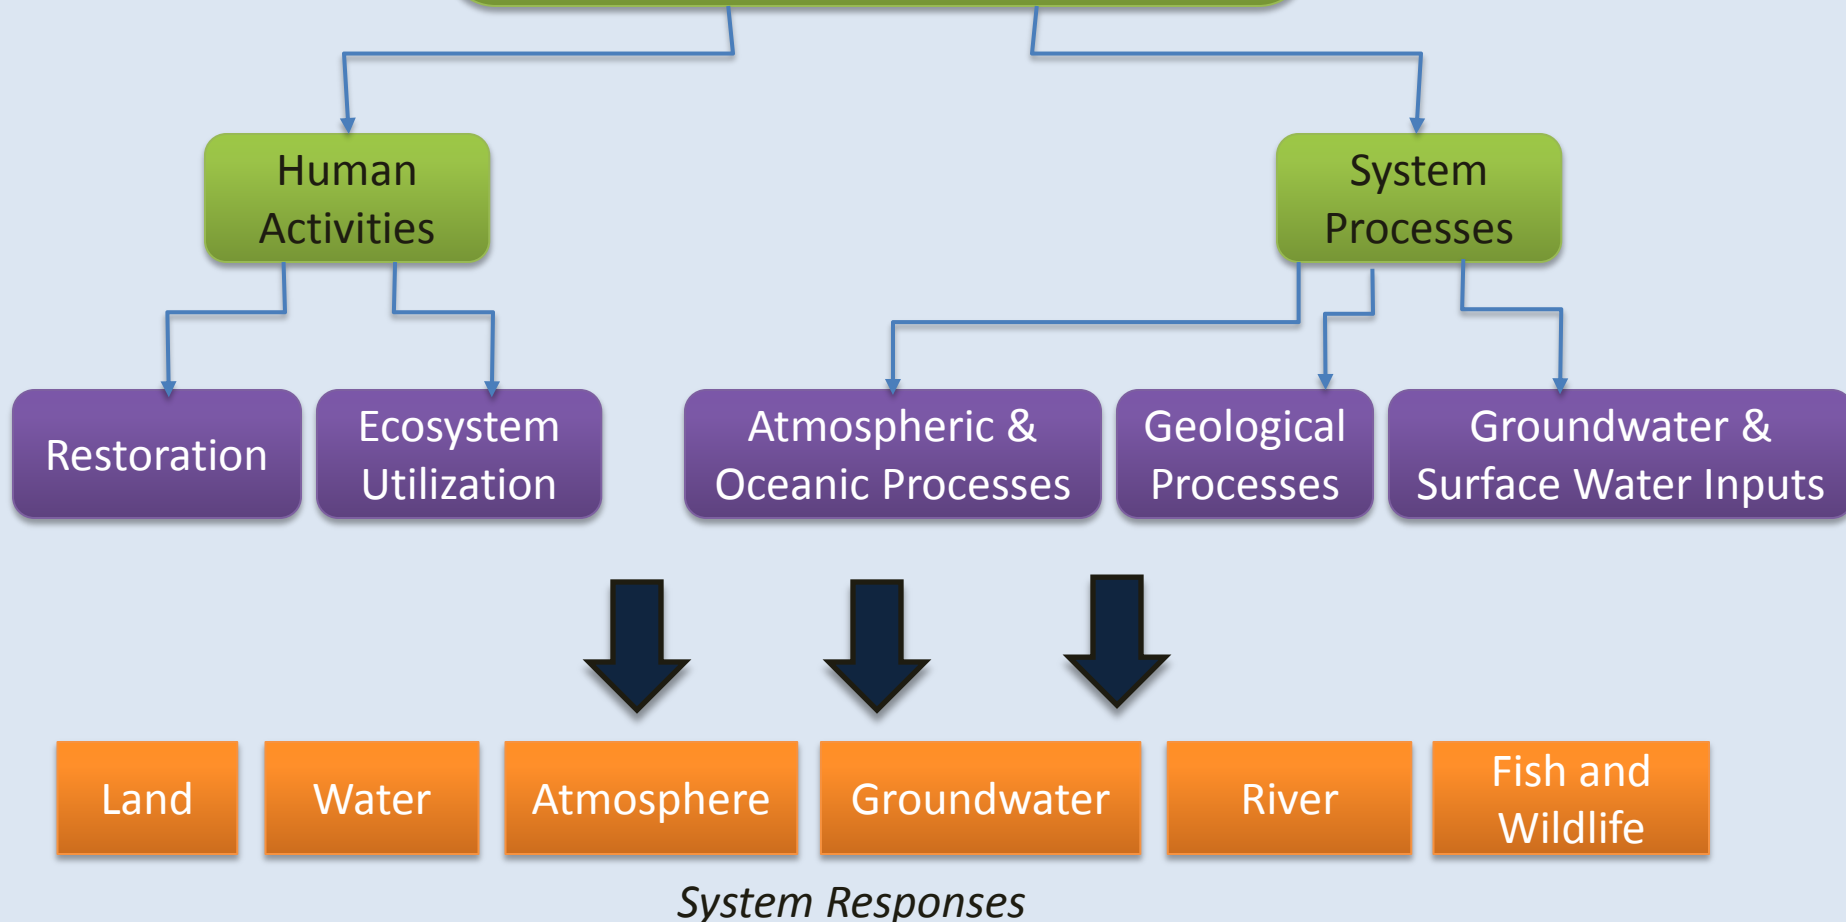 Human
Activities
System
Processes
Restoration
Ecosystem
Utilization
Atmospheric &
Oceanic Processes
Geological
Processes
Groundwater &
Surface Water Inputs
Land
Water
Atmosphere
Groundwater
River
Fish and
Wildlife
System Responses